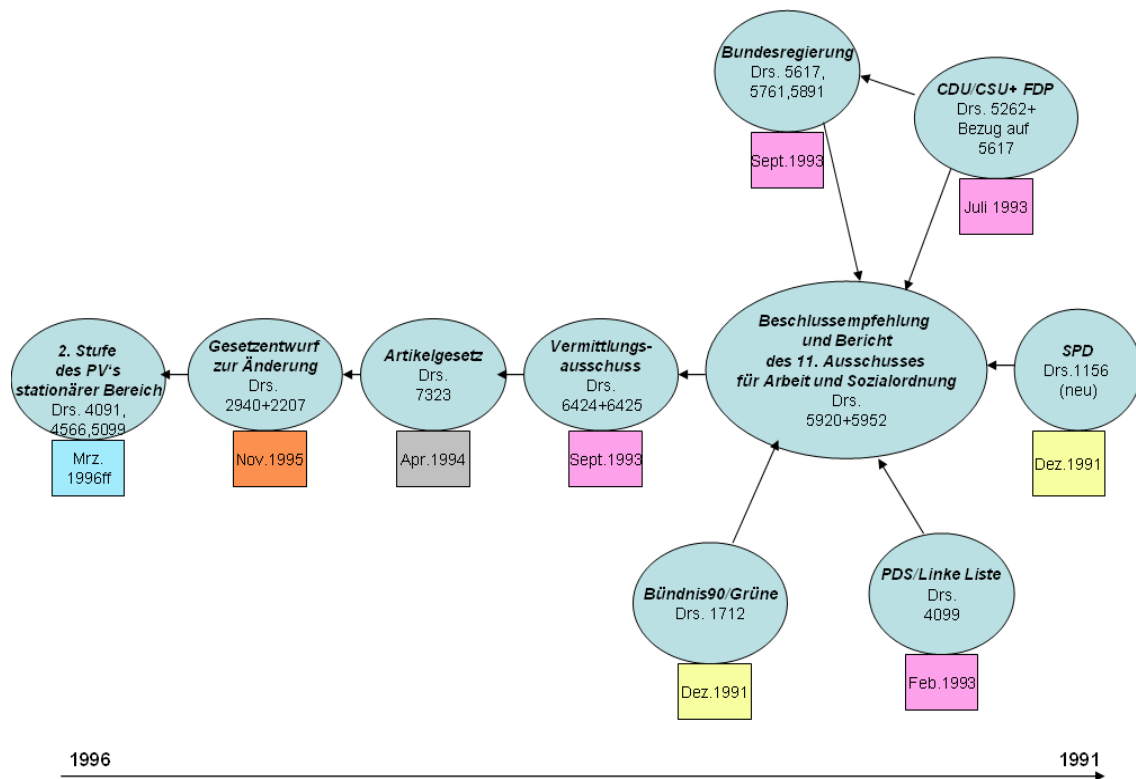 Bundesregierung
Drs. 5617,
5761,5891
Sept.1993
CDU/CSU+ FDP
Drs. 5262+
Bezug auf
5617
Juli 1993
2. Stufe
des PV's
stationärer Bereich
Drs. 4091,
4566,5099
Mrz.
1996ff
Gesetzentwurf
zur Änderung
Drs.
2940+2207
Nov.1995
Artikelgesetz
Drs.
7323
Apr.1994
Vermittlungs-
ausschuss
Drs.
6424+6425
Sept.1993
Beschlussempfehlung
und Bericht
des 11. Ausschusses
für Arbeit und Sozialordnung
Drs.
5920+5952
SPD
Drs.1156
(neu)
Dez.1991
Bündnis90/Grüne
Drs. 1712
Dez.1991
PDS/Linke Liste
Drs.
4099
Feb.1993
1996
1991